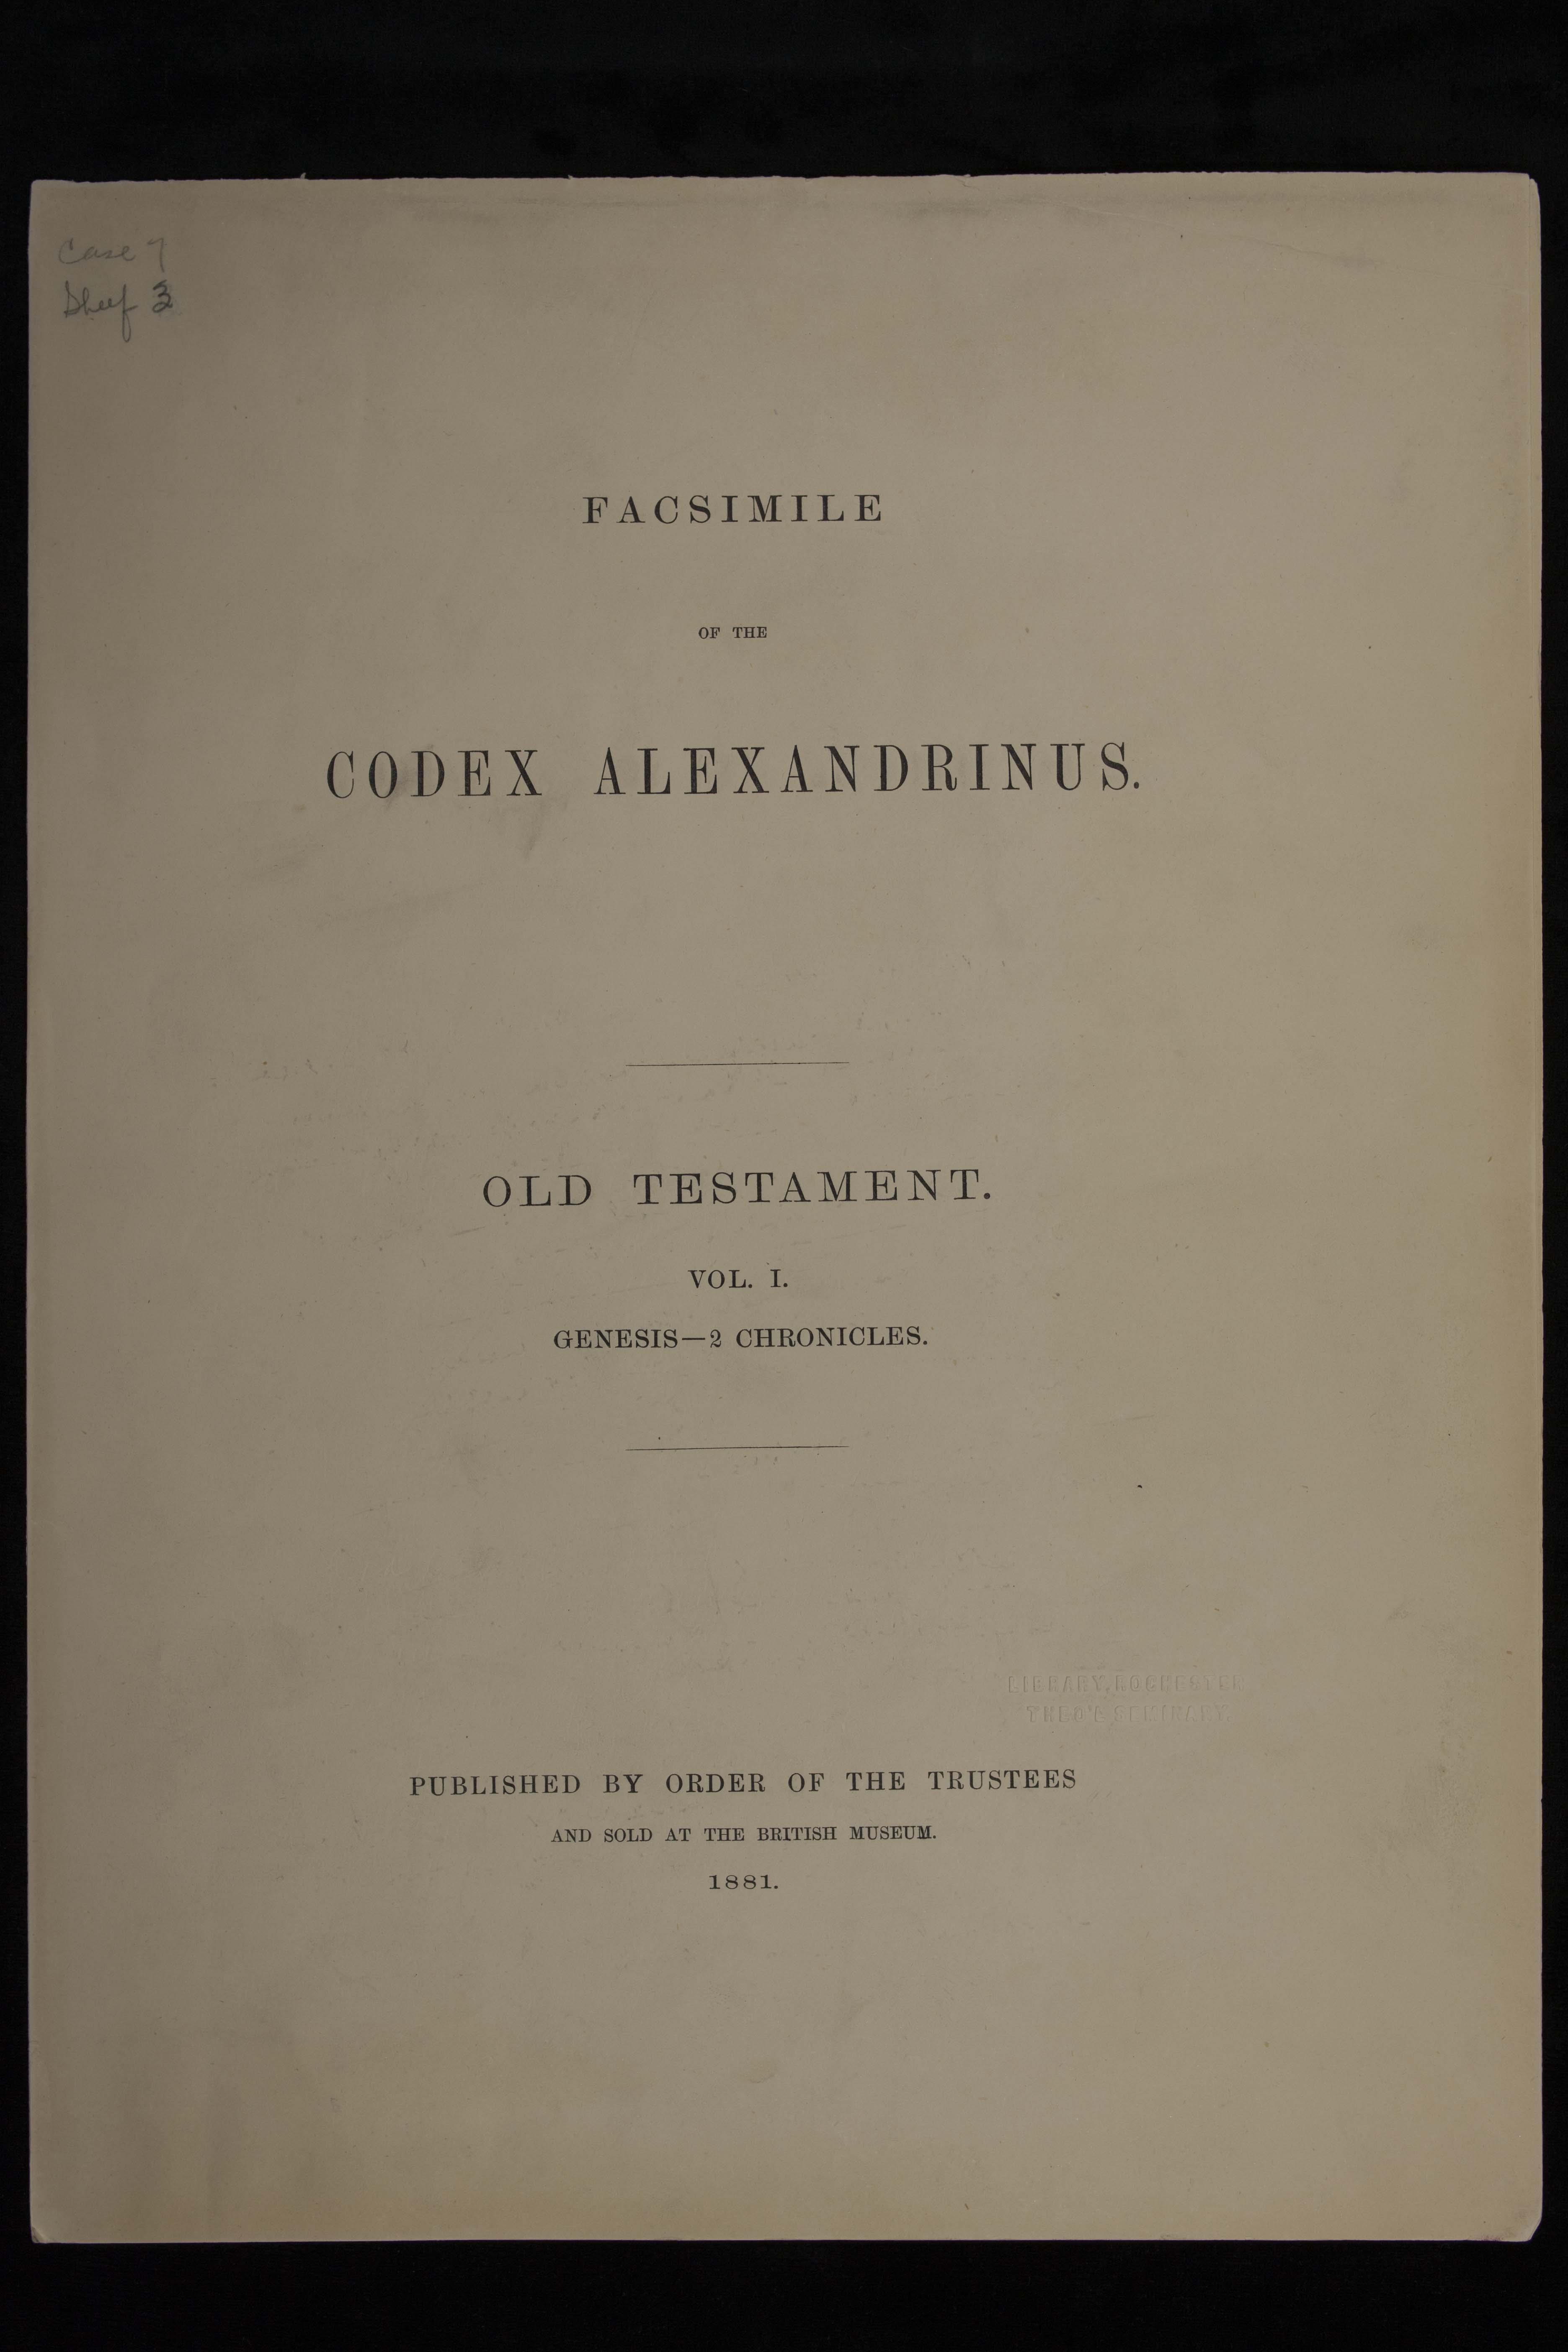 Case 7
Shelf 3
FACSIMILE
OF THE
CODEX ALEXANDRINUS.
OLD TESTAMENT.
VOL. I.
GENESIS—2 CHRONICLES.
LIBRARY, ROCHESTER
THEO'L SEMINARY.
PUBLISHED BY ORDER OF THE TRUSTEES
AND SOLD AT THE BRITISH MUSEUM.
1881.